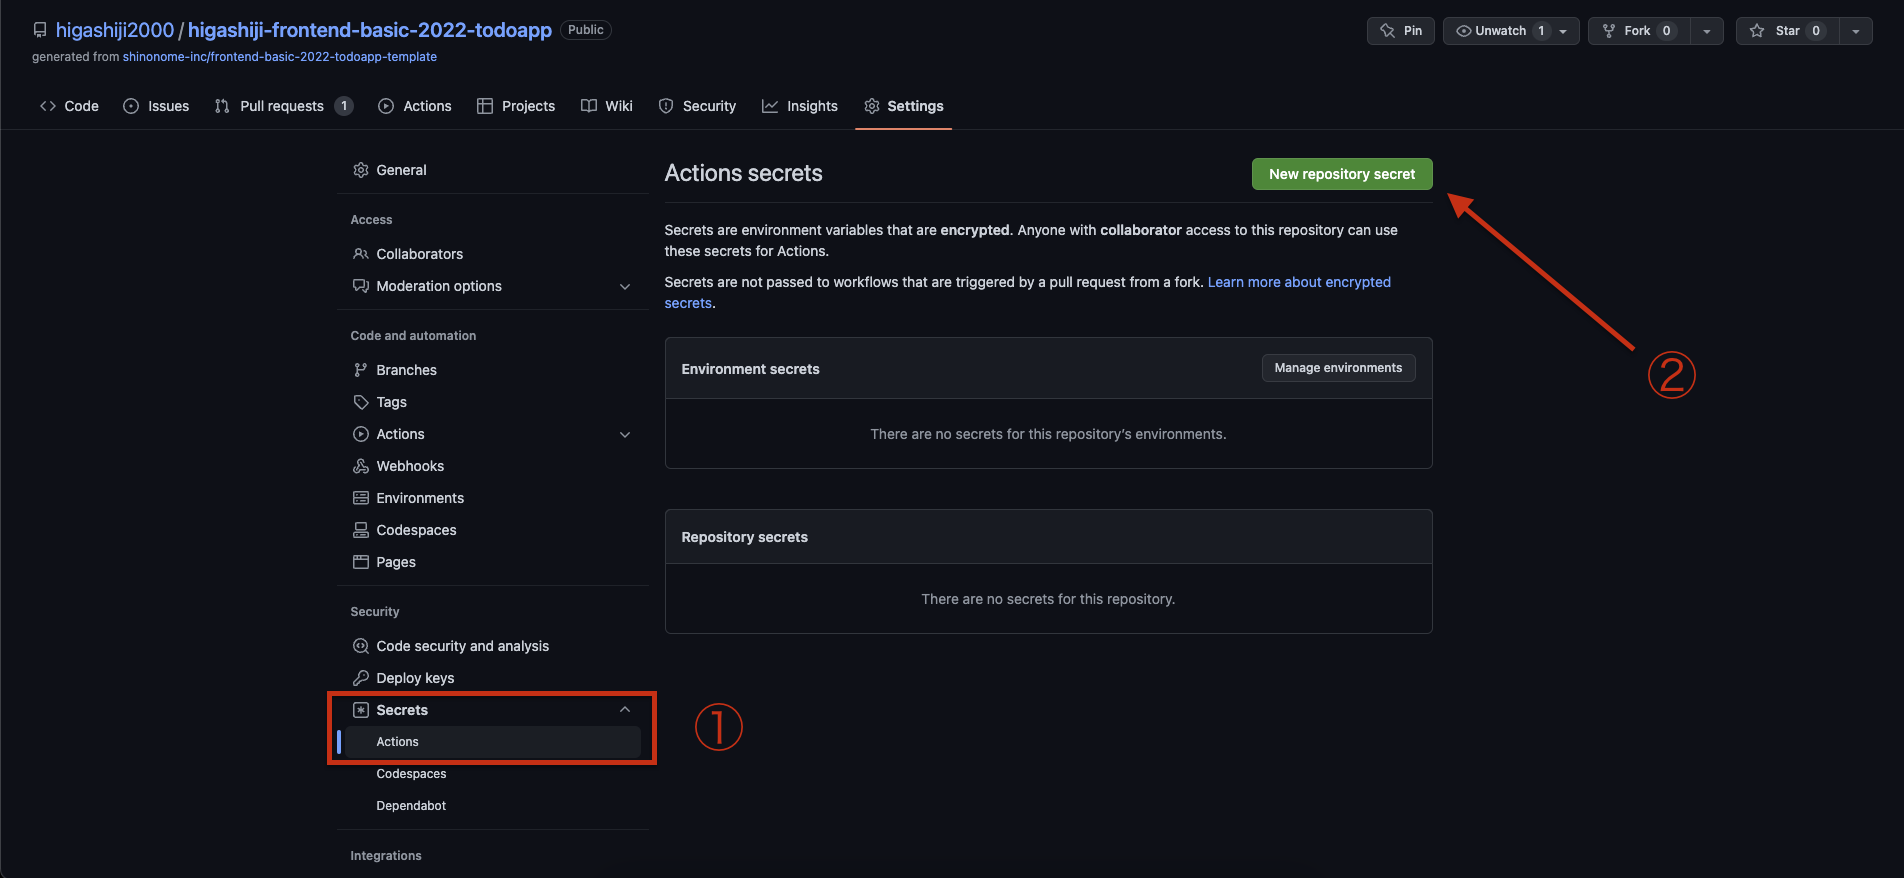 higashiji2000 / higashiji-frontend-basic-2022-todoapp Public
generated from shinonome-inc/frontend-basic-2022-todoapp-template
Pin
Unwatch 1
Fork 0
Star 0
Code
Issues
Pull requests 1
Actions
Projects
Wiki
Security
Insights
Settings
General
Access
Collaborators
Moderation options
Code and automation
Branches
Tags
Actions
Webhooks
Environments
Codespaces
Pages
Security
Code security and analysis
Deploy keys
Secrets
Actions
Codespaces
Dependabot
Integrations
①
Actions secrets
New repository secret
②
Secrets are environment variables that are encrypted. Anyone with collaborator access to this repository can use
these secrets for Actions.
Secrets are not passed to workflows that are triggered by a pull request from a fork. Learn more about encrypted
secrets.
Environment secrets
Manage environments
There are no secrets for this repository’s environments.
Repository secrets
There are no secrets for this repository.